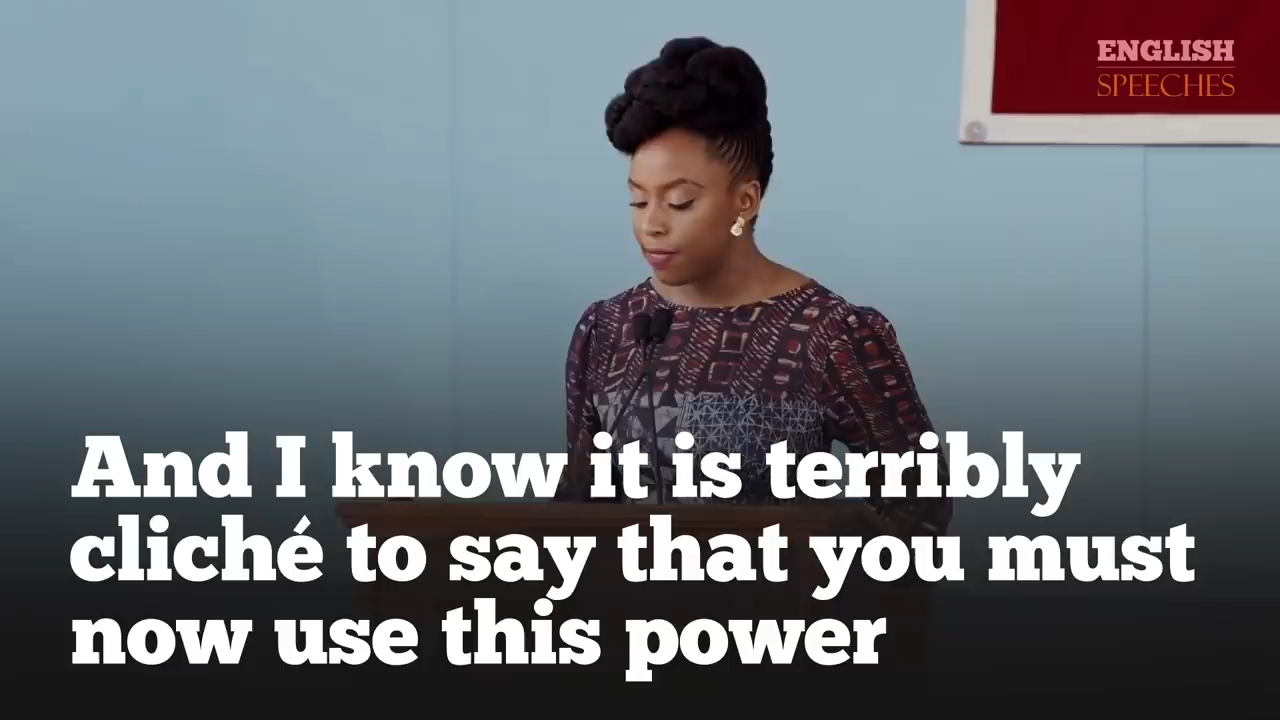 ENGLISH
SPEECHES
And I know it is terribly
cliché to say that you must
now use this power